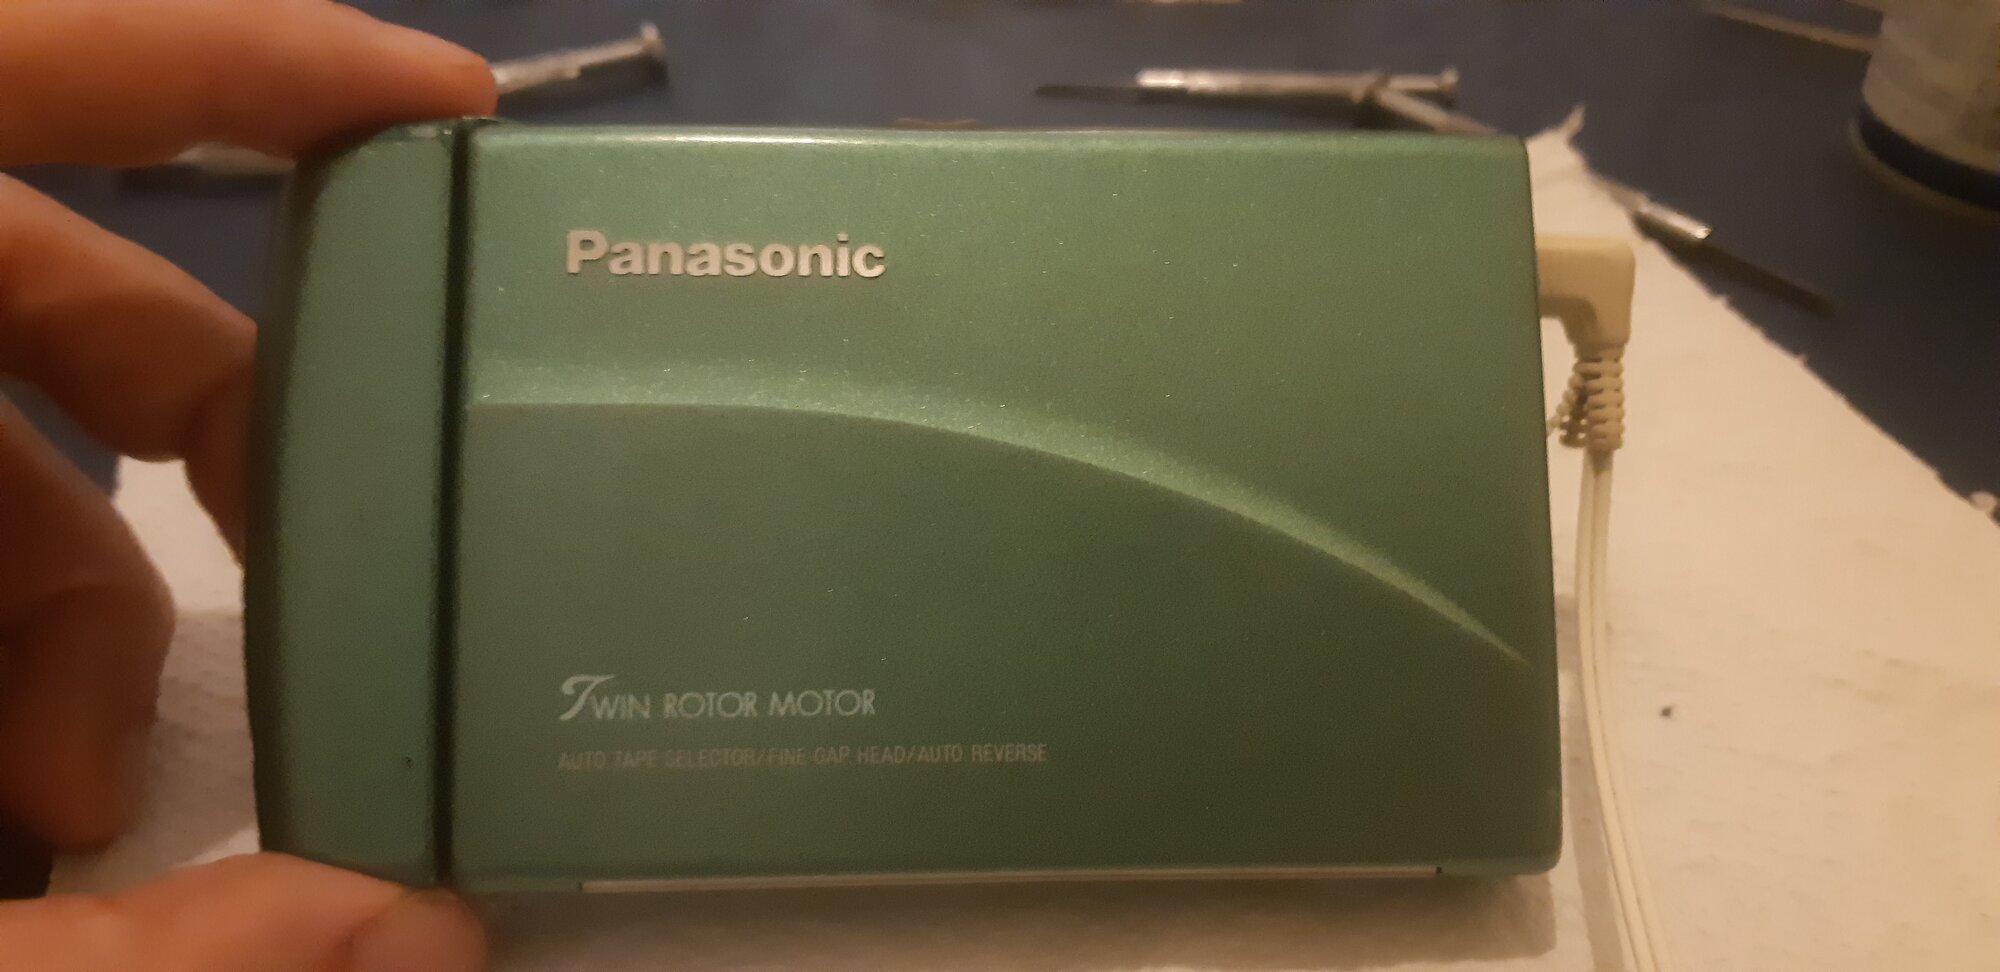 Panasonic
TWIN ROTOR MOTOR
AUTO TAPE SELECTOR/FINE GAP HEAD/AUTO REVERSE